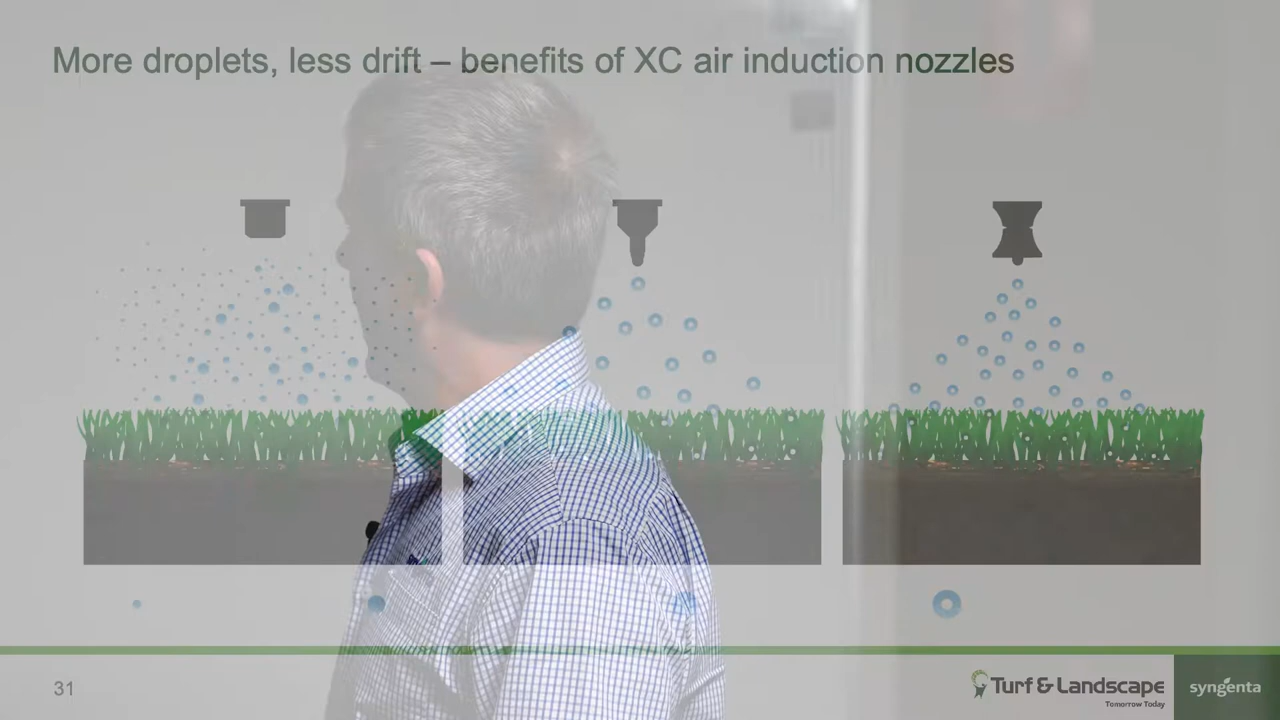 More droplets, less drift – benefits of XC air induction nozzles
31
Turf & Landscape
Tomorrow Today
syngenta